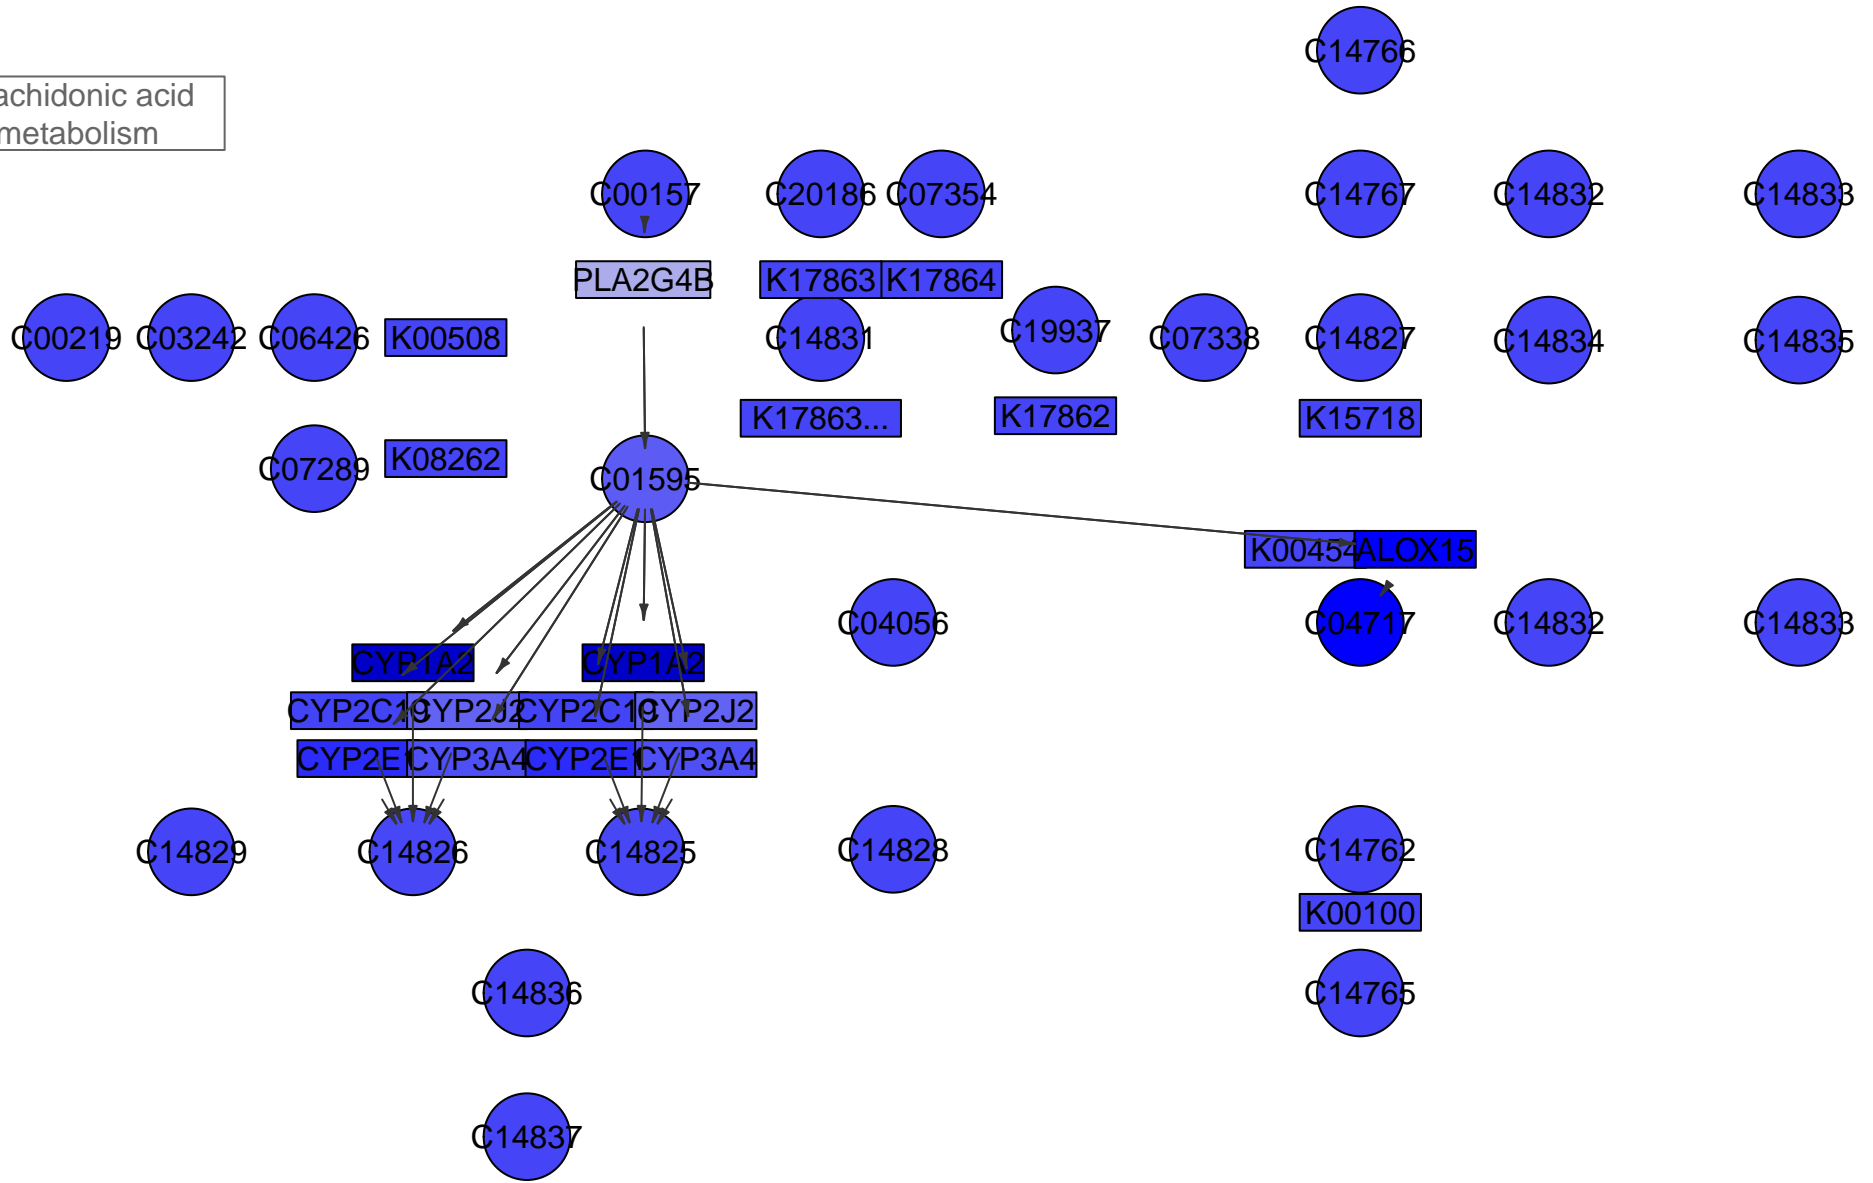 C14766
achidonic acid
metabolism
C00157
C20186
C07354
C14767
C14832
C14833
PLA2G4B
K17863
K17864
C00219
C03242
C06426
K00508
C14831
C19937
C07338
C14827
C14834
C14835
K17863...
K17862
K15718
C07289
K08262
C01595
K00454
ALOX15
C04056
C04717
C14832
C14833
CYP1A2
CYP1A2
CYP2C19
CYP2J2
CYP2C19
CYP2J2
CYP2E1
CYP3A4
CYP2E1
CYP3A4
C14829
C14826
C14825
C14828
C14762
K00100
C14836
C14765
C14837